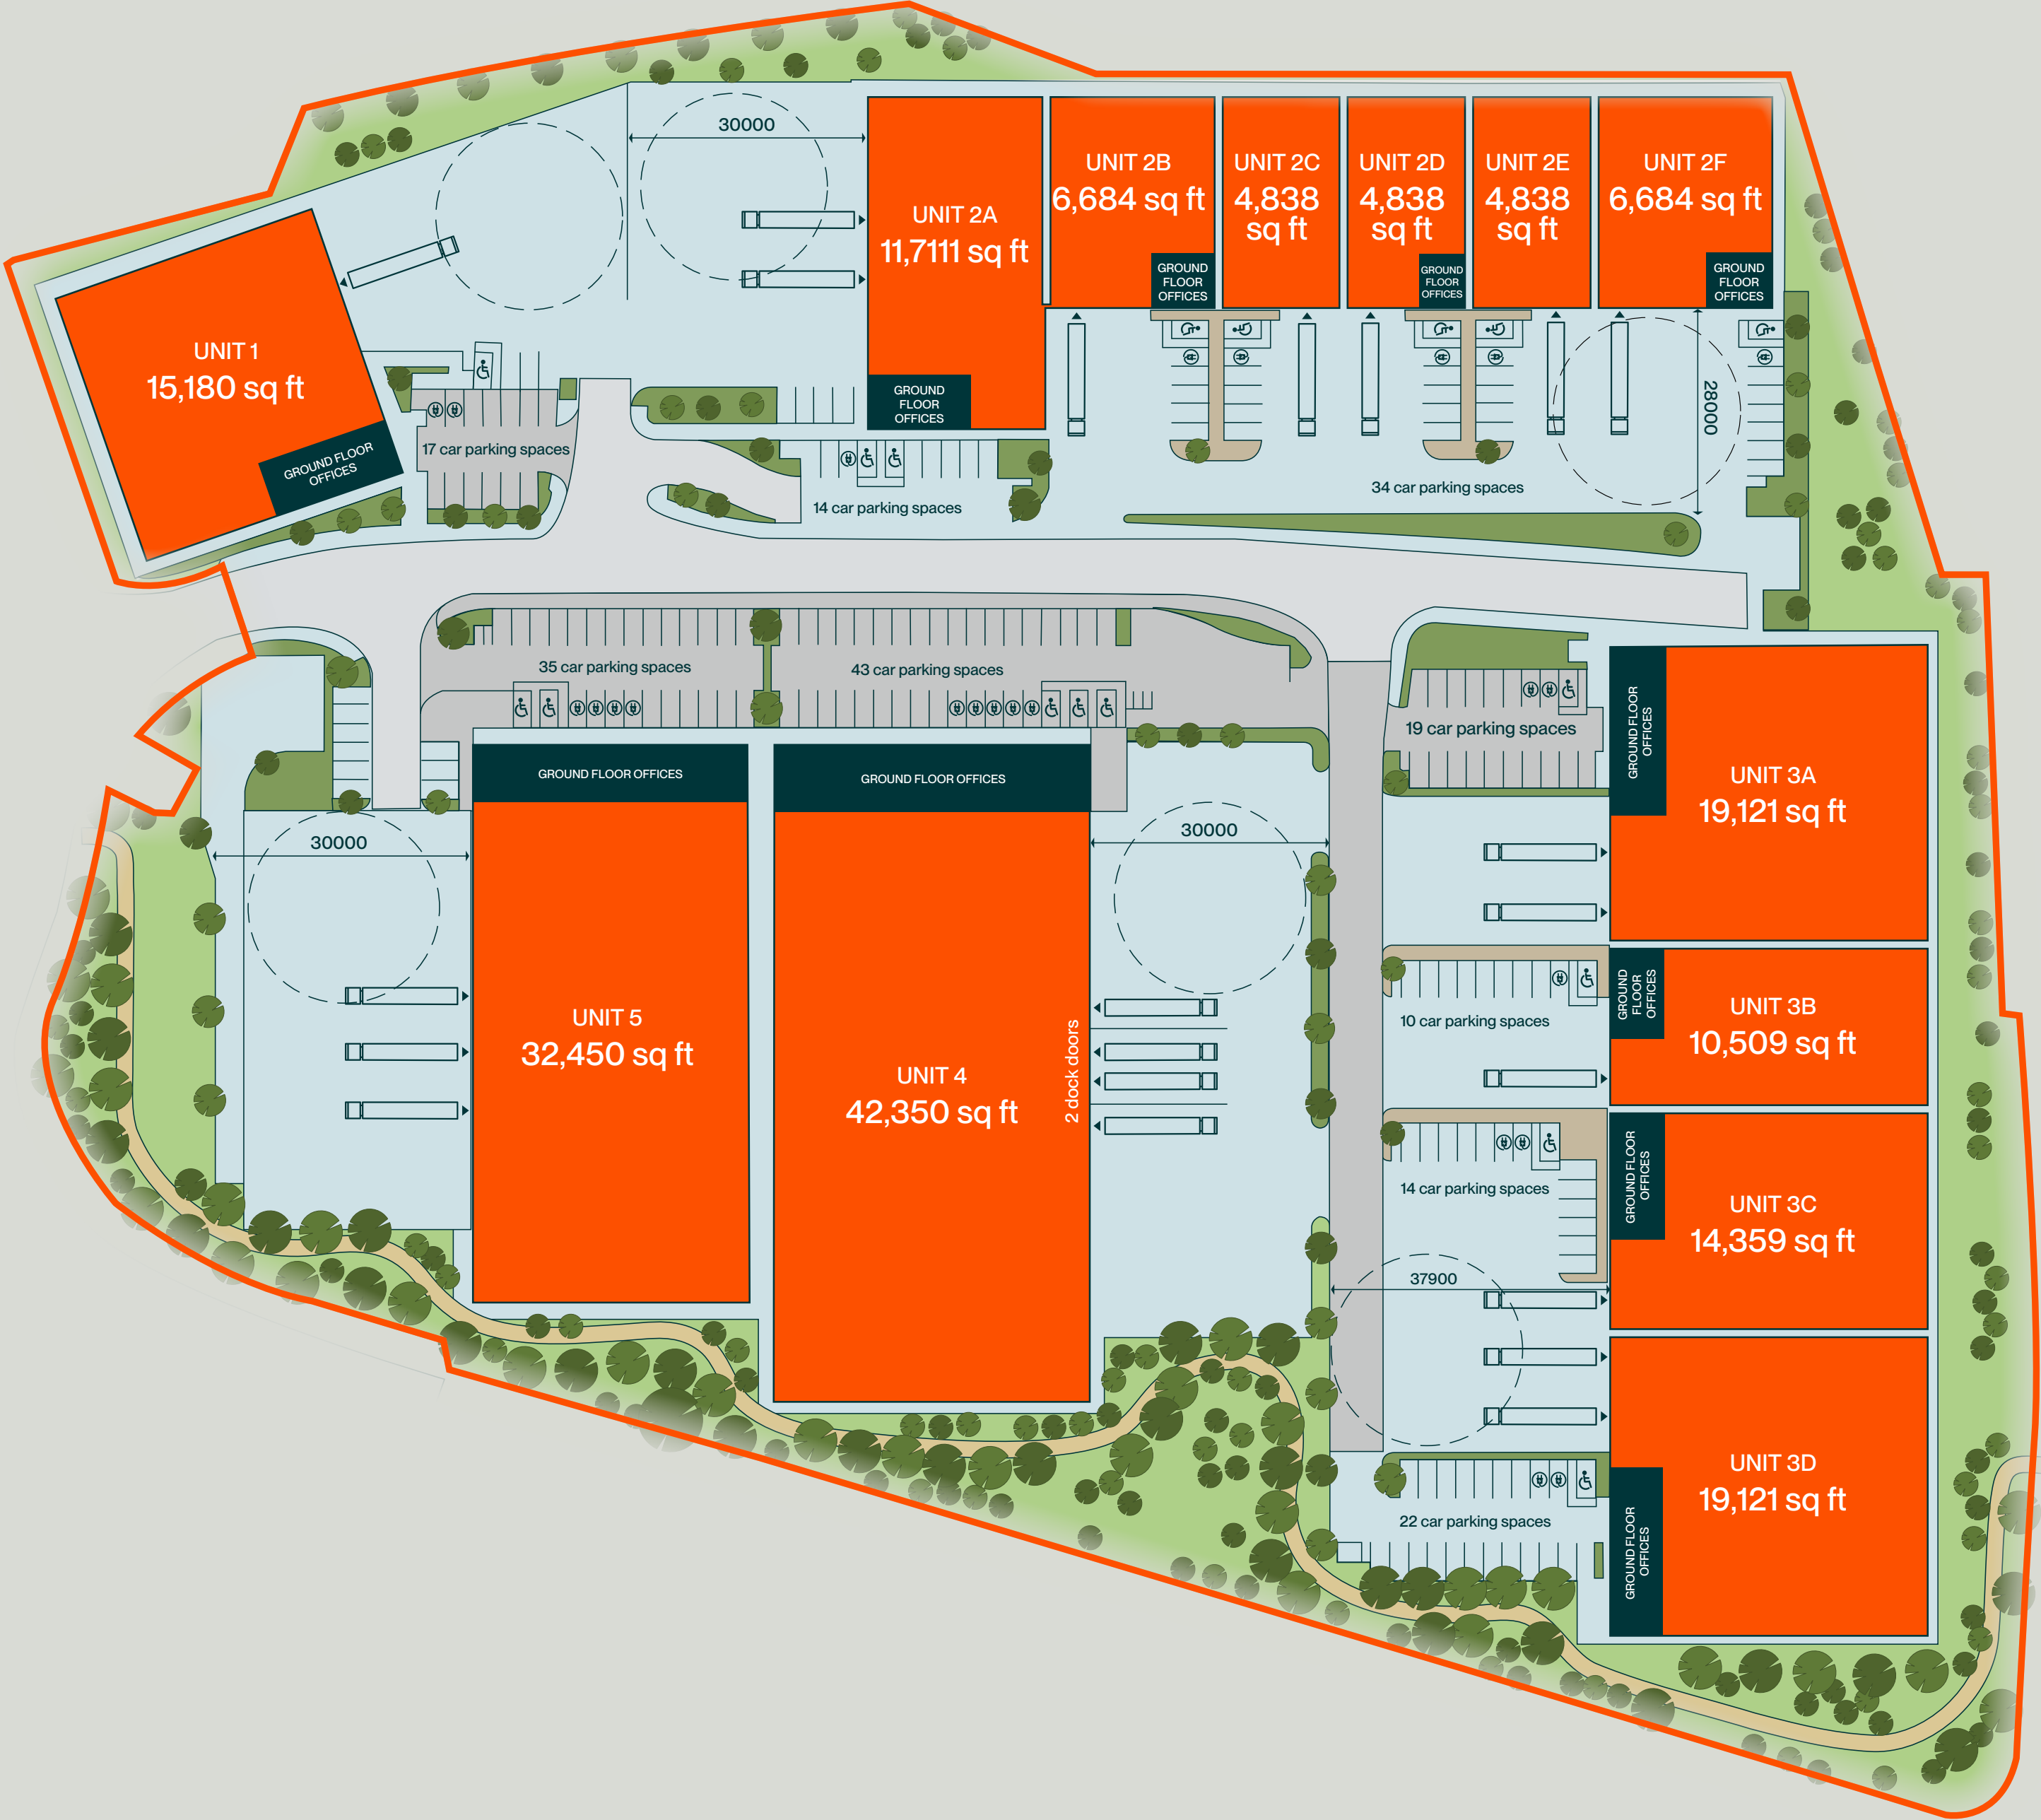 30000
UNIT 2A
11,7111 sq ft
GROUND
FLOOR
OFFICES
UNIT 2B
6,684 sq ft
GROUND
FLOOR
OFFICES
UNIT 2C
4,838
sq ft
UNIT 2D
4,838
sq ft
GROUND
FLOOR
OFFICES
UNIT 2E
4,838
sq ft
UNIT 2F
6,684 sq ft
GROUND
FLOOR
OFFICES
28000
UNIT 1
15,180 sq ft
GROUND FLOOR
OFFICES
17 car parking spaces
14 car parking spaces
34 car parking spaces
35 car parking spaces
43 car parking spaces
19 car parking spaces
GROUND FLOOR
OFFICES
UNIT 3A
19,121 sq ft
GROUND FLOOR OFFICES
GROUND FLOOR OFFICES
30000
30000
UNIT 5
32,450 sq ft
UNIT 4
42,350 sq ft
2 dock doors
10 car parking spaces
GROUND
FLOOR
OFFICES
UNIT 3B
10,509 sq ft
14 car parking spaces
GROUND FLOOR
OFFICES
UNIT 3C
14,359 sq ft
37900
UNIT 3D
19,121 sq ft
GROUND FLOOR
OFFICES
22 car parking spaces